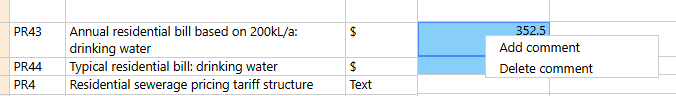 PR43 Annual residential bill based on 200kL/a: $ 352.5
drinking water
Add comment
PR44 Typical residential bill: drinking water $
Delete comment
PR4 Residential sewerage pricing tariff structure Text